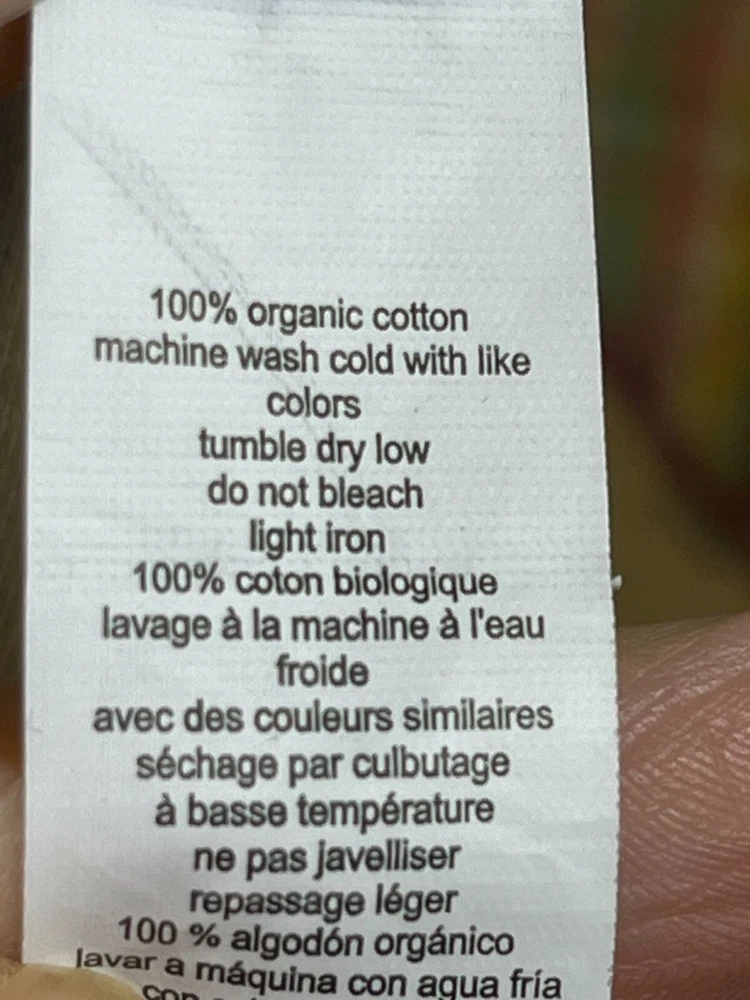 100% organic cotton
machine wash cold with like
colors
tumble dry low
do not bleach
light iron
100% coton biologique
lavage à la machine à l'eau
froide
avec des couleurs similaires
séchage par culbutage
à basse température
ne pas javelliser
repassage léger
100 % algodón orgánico
lavar a máquina con agua fría
con